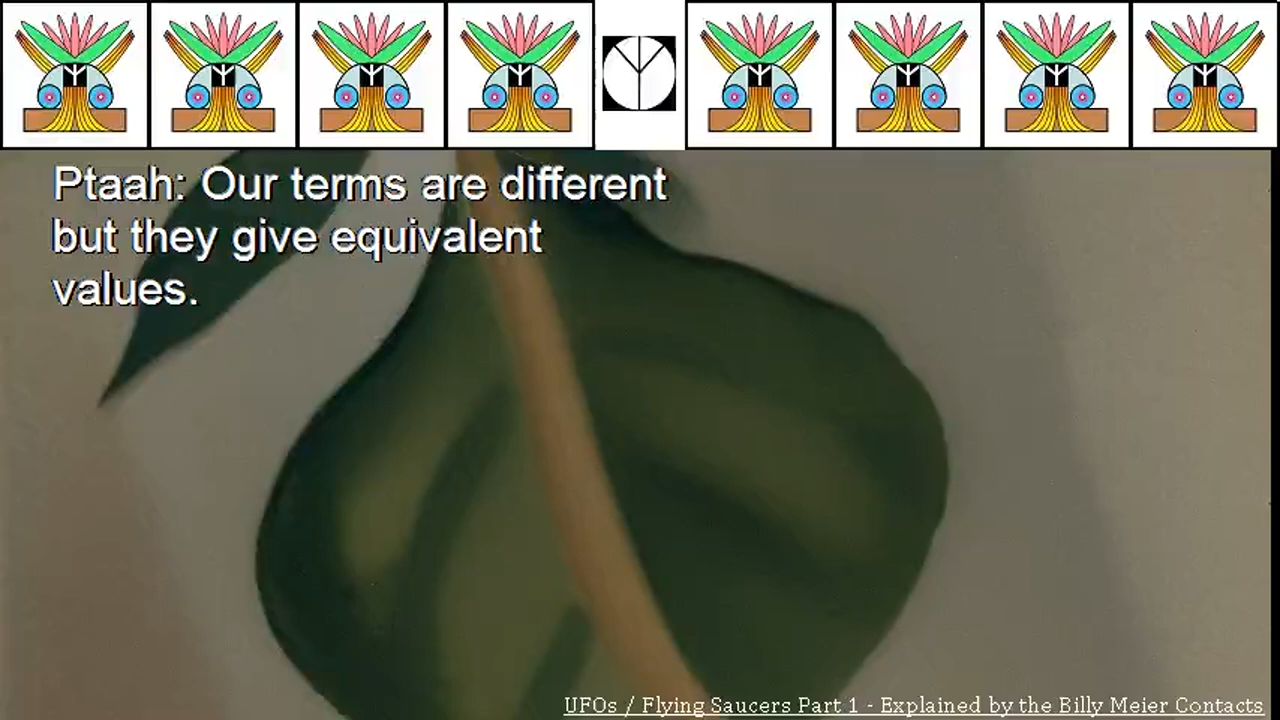 Ptaah: Our terms are different
but they give equivalent
values.
UFOs / Flying Saucers Part 1 - Explained by the Billy Meier Contacts